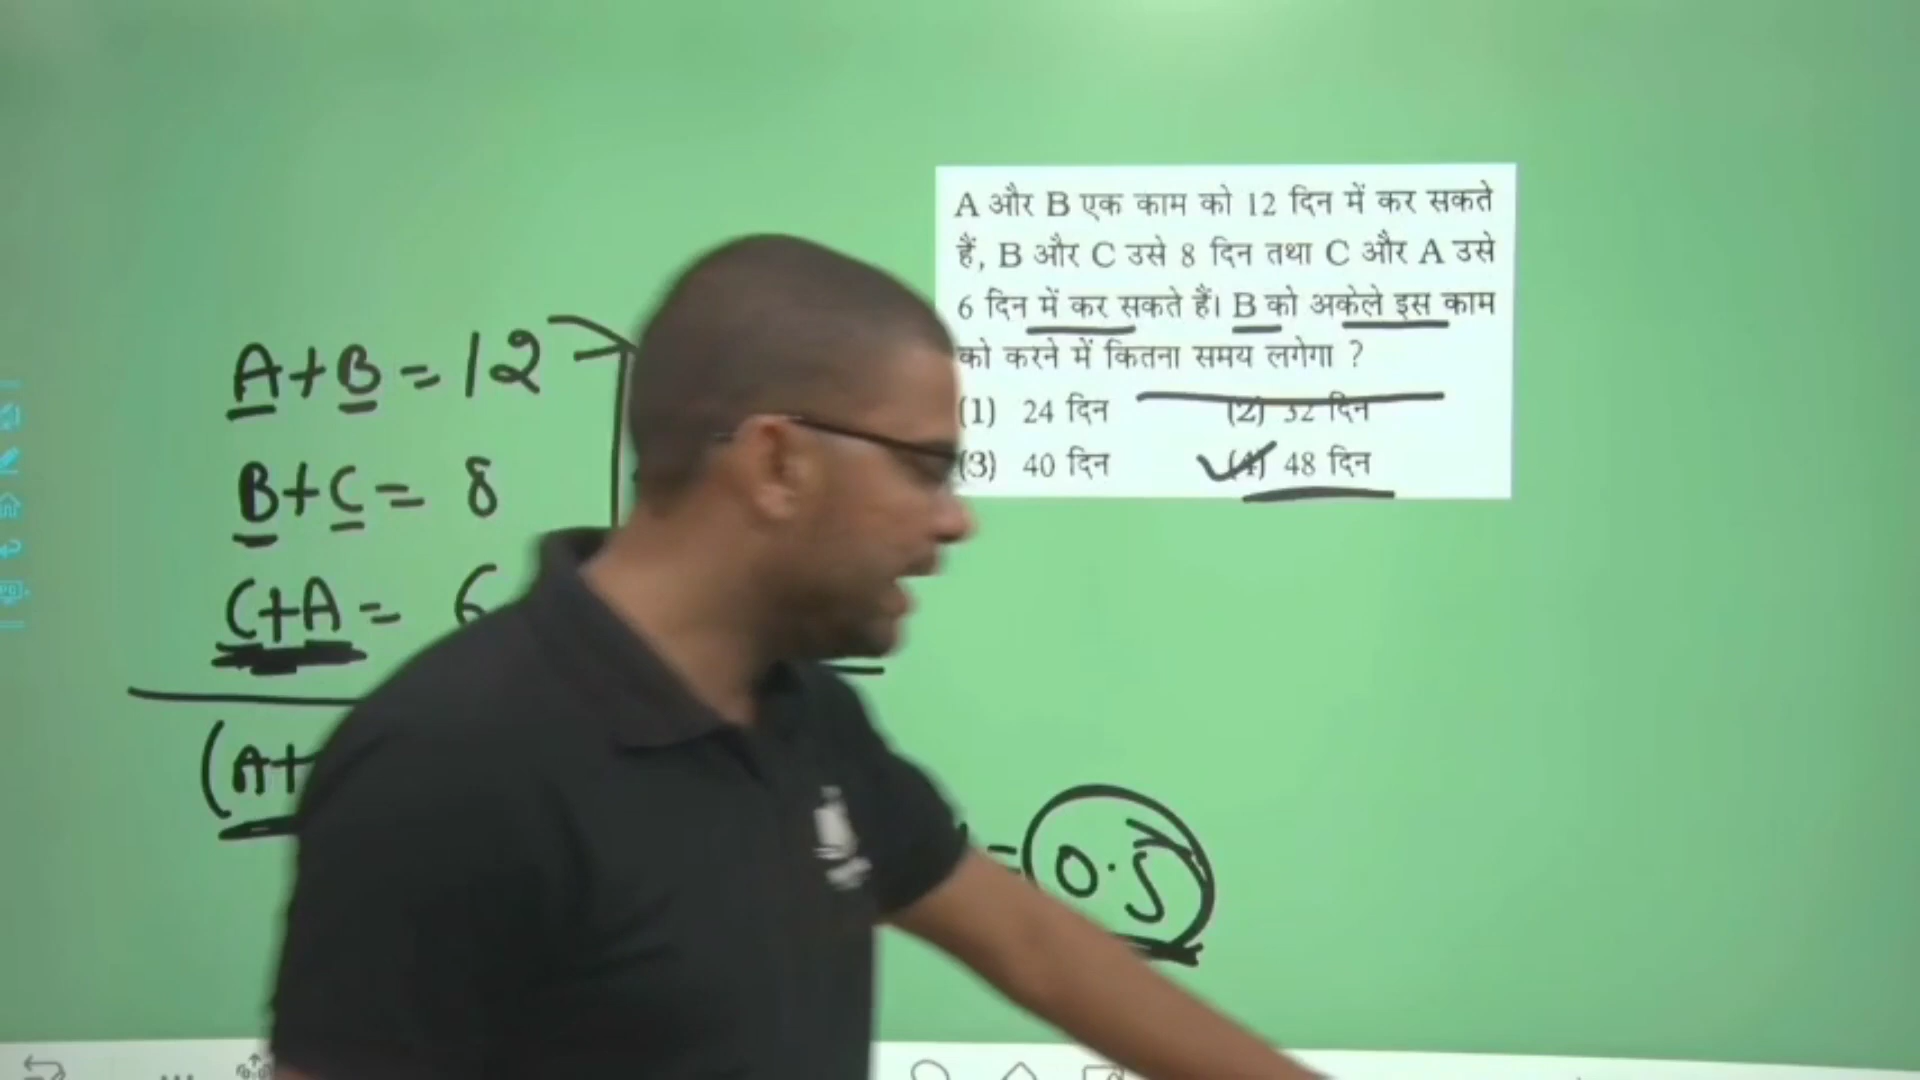 A और B एक काम को 12 दिन में कर सकते
हैं, B और C उसे 8 दिन तथा C और A उसे
6 दिन में कर सकते हैं। B को अकेले इस काम
को करने में कितना समय लगेगा ?
(1) 24 दिन (2) 32 दिन
(3) 40 दिन (4) 48 दिन
A+B=12
B+C= 8
C+A= 6
(A+
=0.5